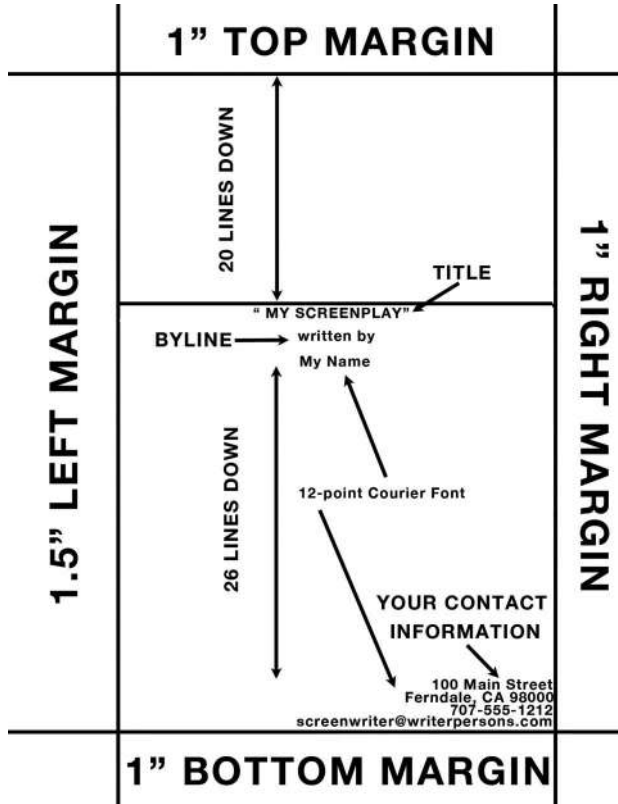 1” TOP MARGIN
20 LINES DOWN
1.5” LEFT MARGIN
1” RIGHT MARGIN
TITLE
“ MY SCREENPLAY”
BYLINE
written by
My Name
26 LINES DOWN
12-point Courier Font
YOUR CONTACT
INFORMATION
100 Main Street
Ferndale, CA 98000
707-555-1212
screenwriter@writerpersons.com
1” BOTTOM MARGIN